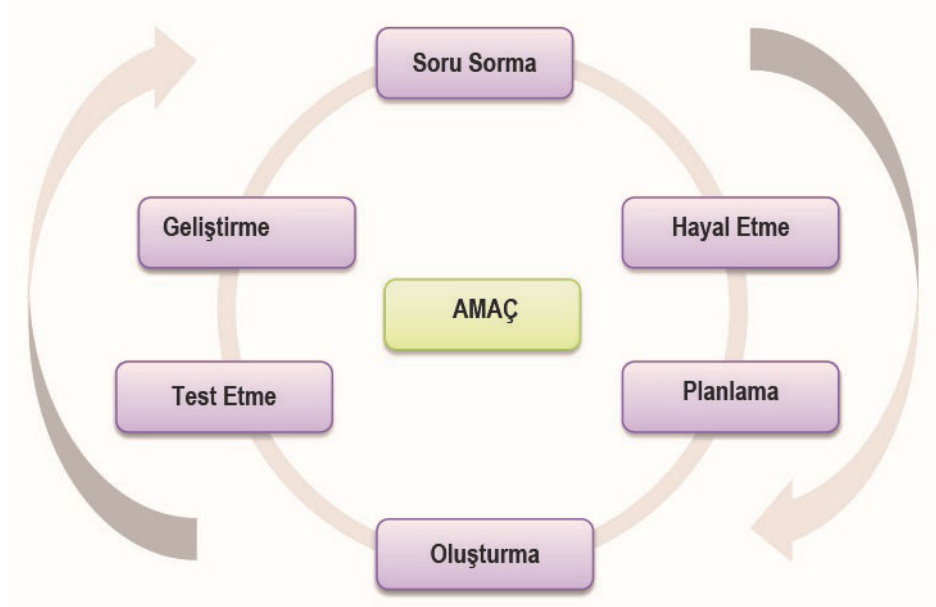 Soru Sorma
Geliştirme
Hayal Etme
AMAÇ
Test Etme
Planlama
Oluşturma